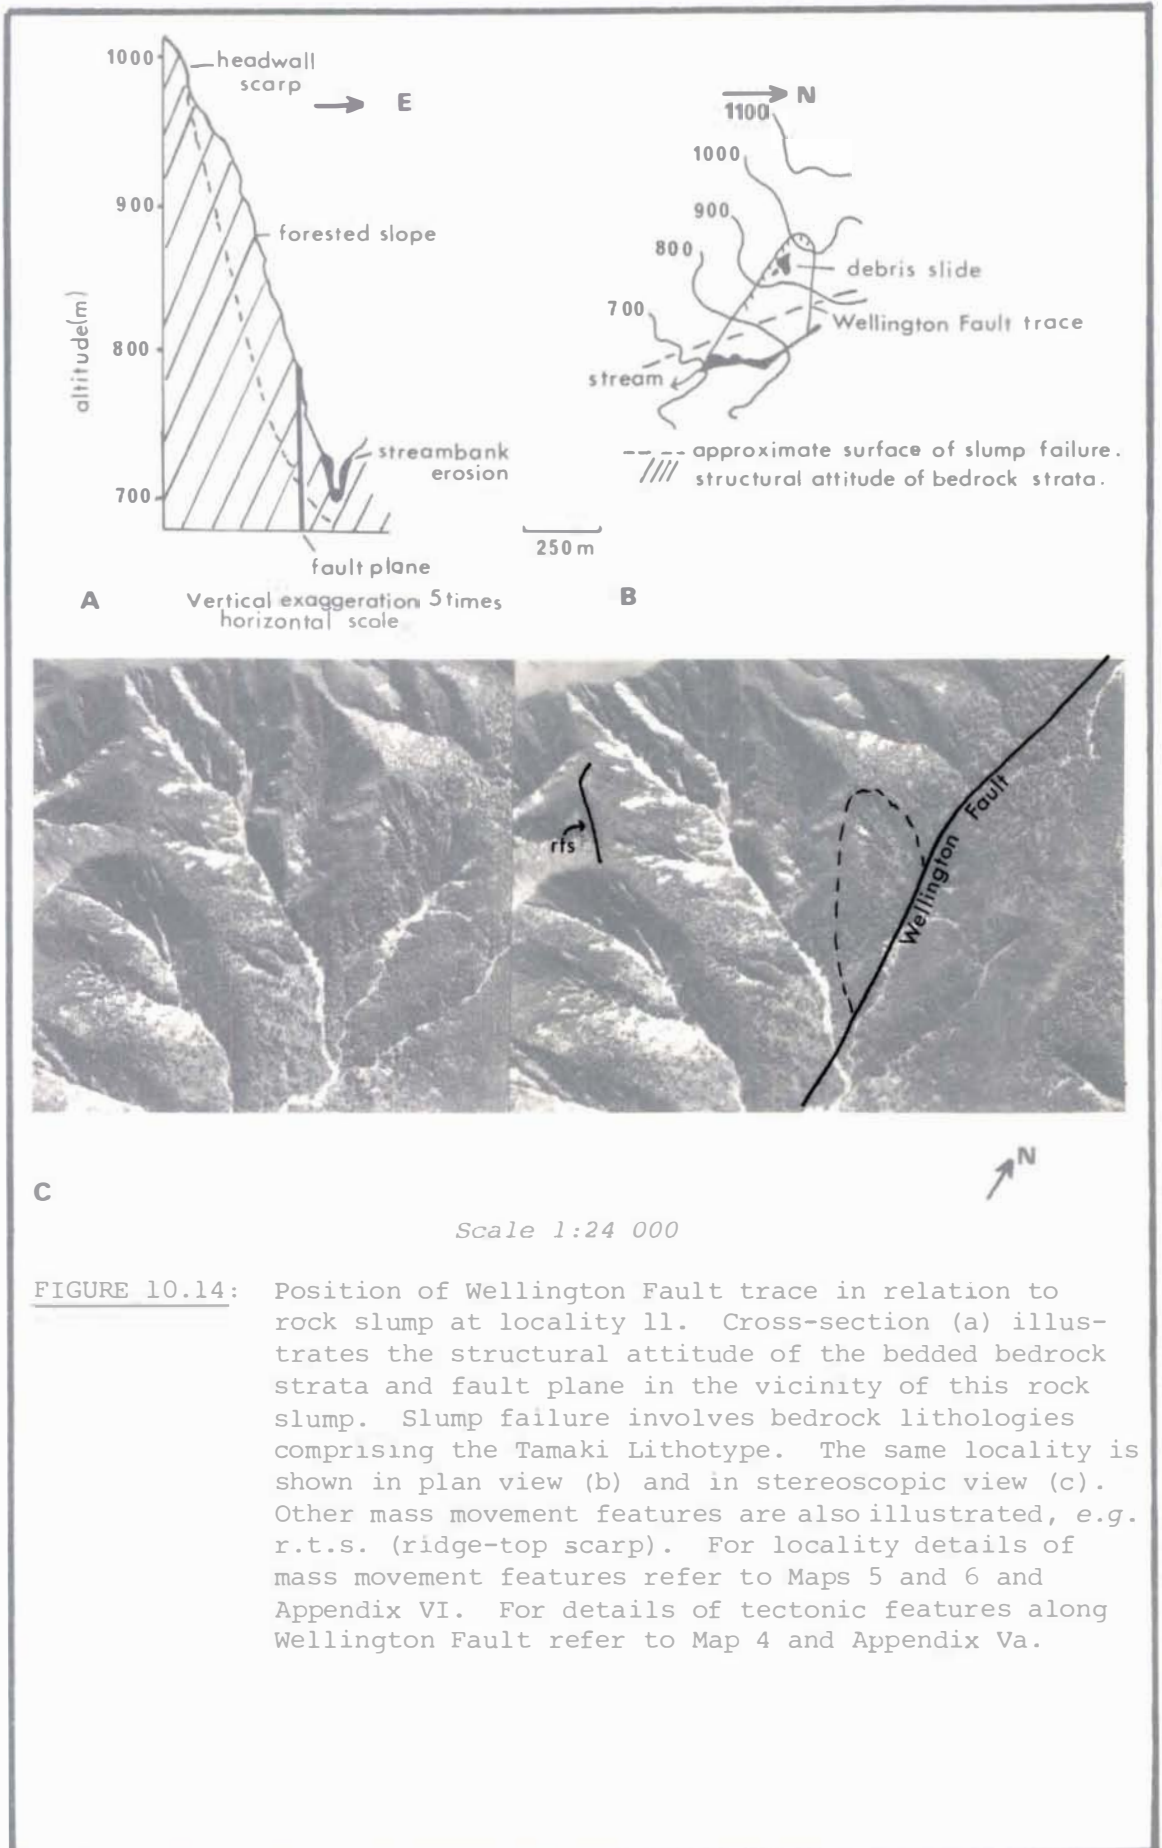 1000
headwall
scarp
E
900
forested slope
altitude(m)
800
streambank
erosion
700
fault plane
A
Vertical exaggeration 5 times
horizontal scale
N
1100
1000
900
800
debris slide
700
Wellington Fault trace
stream
approximate surface of slump failure.
structural attitude of bedrock strata.
250m
B
rts
Wellington Fault
N
C
Scale 1:24 000
FIGURE 10.14: Position of Wellington Fault trace in relation to
rock slump at locality 11. Cross-section (a) illus-
trates the structural attitude of the bedded bedrock
strata and fault plane in the vicinity of this rock
slump. Slump failure involves bedrock lithologies
comprising the Tamaki Lithotype. The same locality is
shown in plan view (b) and in stereoscopic view (c).
Other mass movement features are also illustrated, e.g.
r.t.s. (ridge-top scarp). For locality details of
mass movement features refer to Maps 5 and 6 and
Appendix VI. For details of tectonic features along
Wellington Fault refer to Map 4 and Appendix Va.